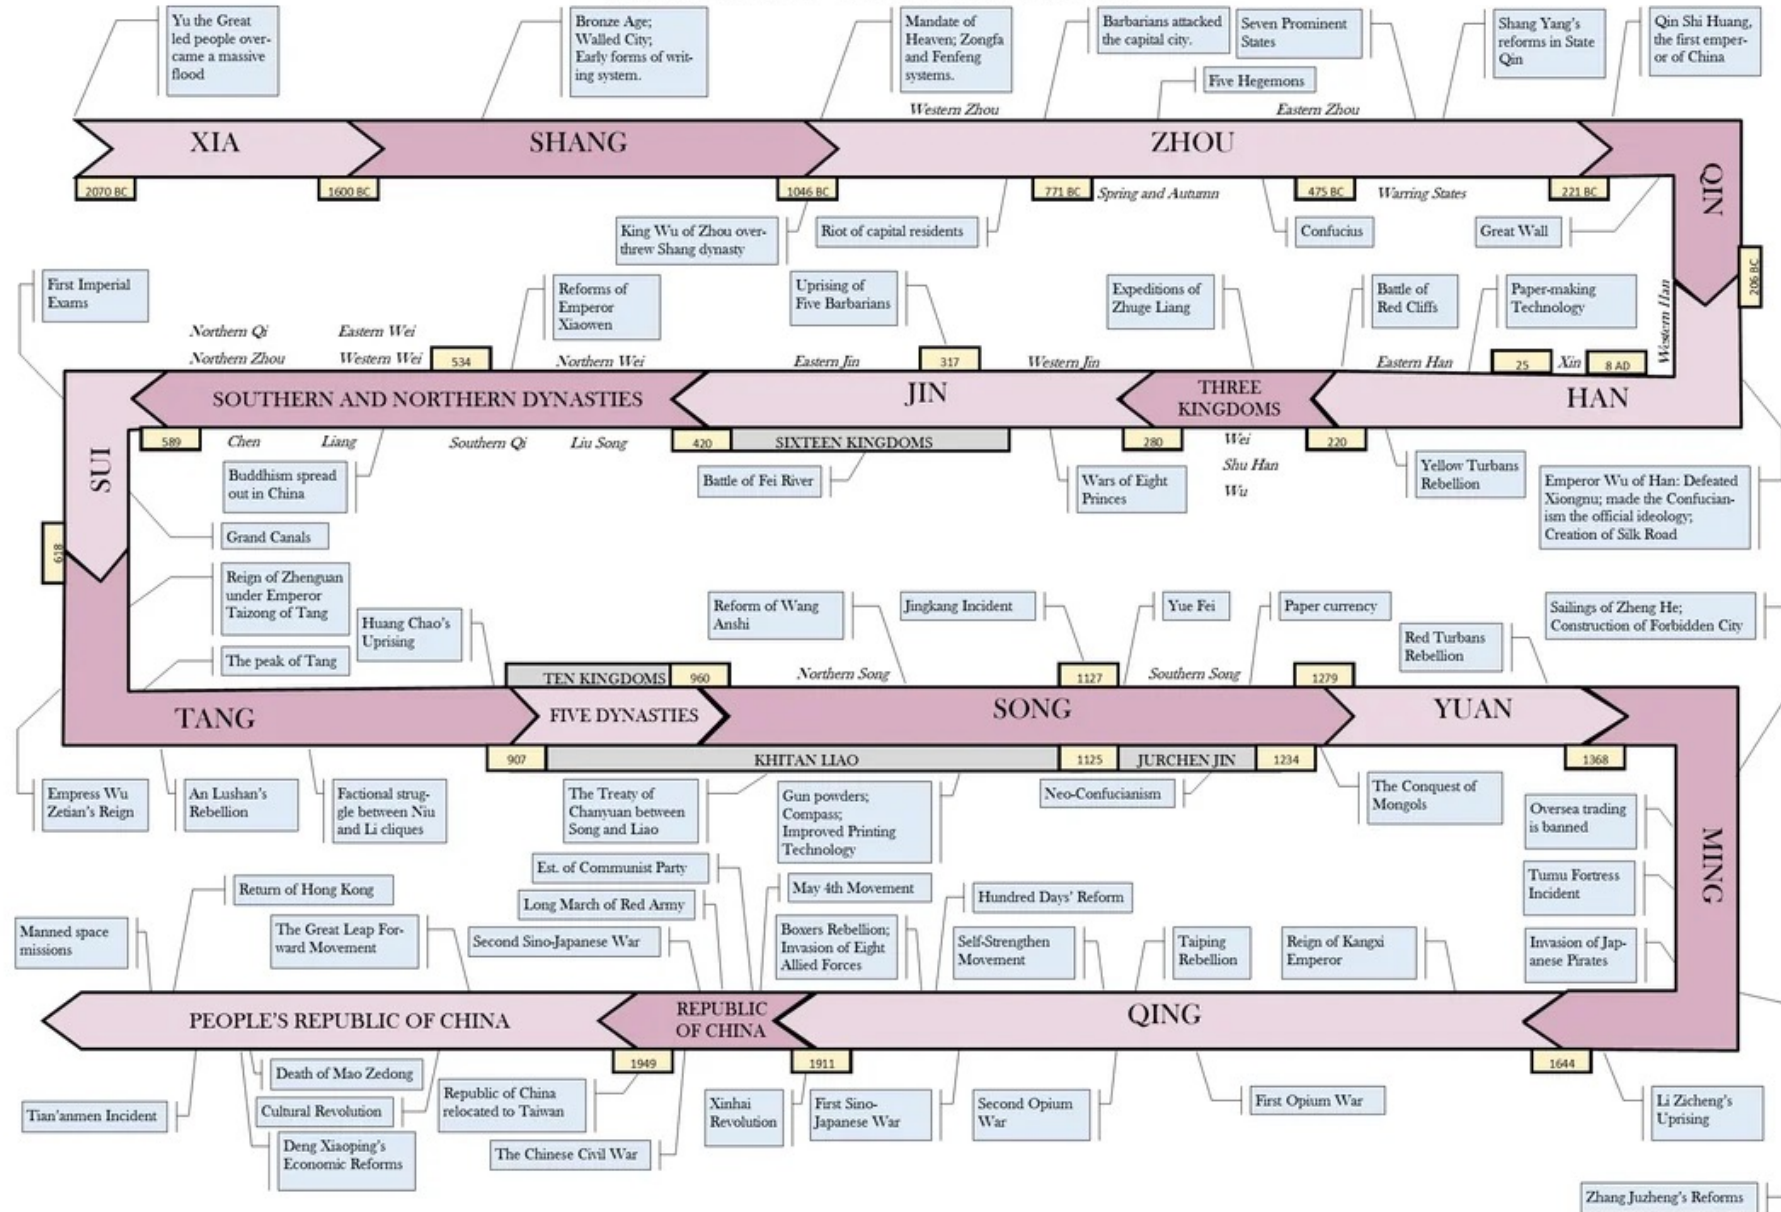 Yu the Great
led people over-
came a massive
flood
Bronze Age;
Walled City;
Early forms of writ-
ing system.
Mandate of
Heaven; Zongfa
and Fenfeng
systems.
Barbarians attacked
the capital city.
Seven Prominent
States
Shang Yang's
reforms in State
Qin
Qin Shi Huang,
the first emper-
or of China
Five Hegemons
Western Zhou
Eastern Zhou
XIA
SHANG
ZHOU
QIN
2070 BC
1600 BC
1046 BC
771 BC
Spring and Autumn
475 BC
Warring States
221 BC
King Wu of Zhou over-
threw Shang dynasty
Riot of capital residents
Confucius
Great Wall
206 BC
First Imperial
Exams
Reforms of
Emperor
Xiaowen
Uprising of
Five Barbarians
Expeditions of
Zhuge Liang
Battle of
Red Cliffs
Paper-making
Technology
Western Han
Northern Qi
Eastern Wei
Northern Zhou
Western Wei
534
Northern Wei
Eastern Jin
317
Western Jin
Eastern Han
25
Xin
8 AD
SOUTHERN AND NORTHERN DYNASTIES
JIN
THREE
KINGDOMS
HAN
SUI
589
Chen
Liang
Southern Qi
Liu Song
420
SIXTEEN KINGDOMS
280
Wei
Shu Han
Wu
220
Buddhism spread
out in China
Battle of Fei River
Wars of Eight
Princes
Yellow Turbans
Rebellion
Emperor Wu of Han: Defeated
Xiongnu; made the Confucian-
ism the official ideology;
Creation of Silk Road
Grand Canals
618
Reign of Zhenguan
under Emperor
Taizong of Tang
Huang Chao's
Uprising
The peak of Tang
Reform of Wang
Anshi
Jingkang Incident
Yue Fei
Paper currency
Red Turbans
Rebellion
Sailings of Zheng He;
Construction of Forbidden City
TEN KINGDOMS
960
Northern Song
1127
Southern Song
1279
TANG
FIVE DYNASTIES
SONG
YUAN
MING
907
KHITAN LIAO
1125
JURCHEN JIN
1234
1368
Empress Wu
Zetian's Reign
An Lushan's
Rebellion
Factional strug-
gle between Niu
and Li cliques
The Treaty of
Chanyuan between
Song and Liao
Gun powders;
Compass;
Improved Printing
Technology
Neo-Confucianism
The Conquest of
Mongols
Oversea trading
is banned
Tumu Fortress
Incident
Invasion of Jap-
anese Pirates
Est. of Communist Party
Return of Hong Kong
May 4th Movement
Hundred Days' Reform
Long March of Red Army
Manned space
missions
The Great Leap For-
ward Movement
Second Sino-Japanese War
Boxers Rebellion;
Invasion of Eight
Allied Forces
Self-Strengthen
Movement
Taiping
Rebellion
Reign of Kangxi
Emperor
PEOPLE'S REPUBLIC OF CHINA
REPUBLIC
OF CHINA
QING
1949
1911
1644
Death of Mao Zedong
Tian'anmen Incident
Cultural Revolution
Deng Xiaoping's
Economic Reforms
Republic of China
relocated to Taiwan
The Chinese Civil War
Xinhai
Revolution
First Sino-
Japanese War
Second Opium
War
First Opium War
Li Zicheng's
Uprising
Zhang Juzheng's Reforms